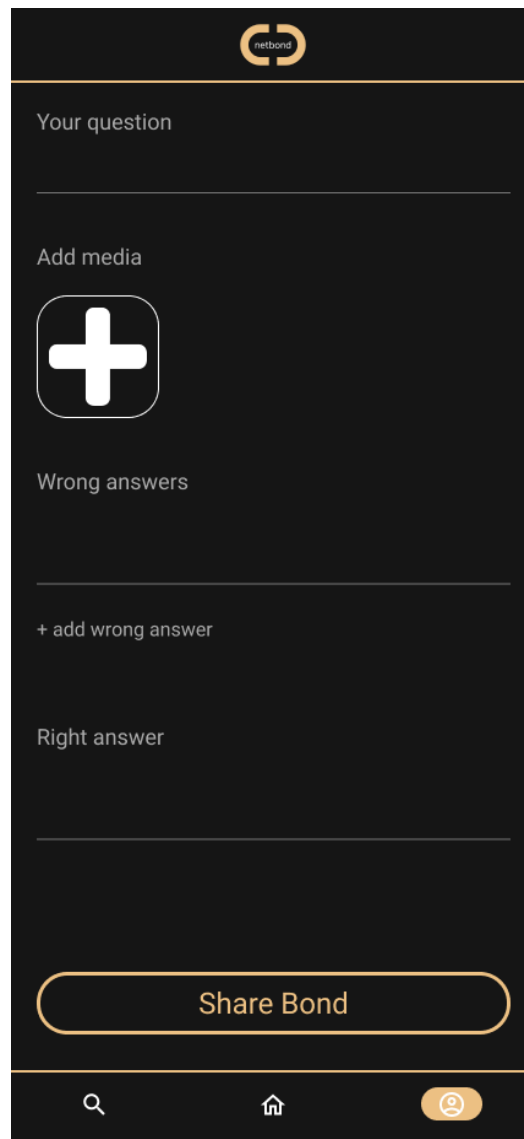 netbond
Your question
Add media
Wrong answers
+ add wrong answer
Right answer
Share Bond